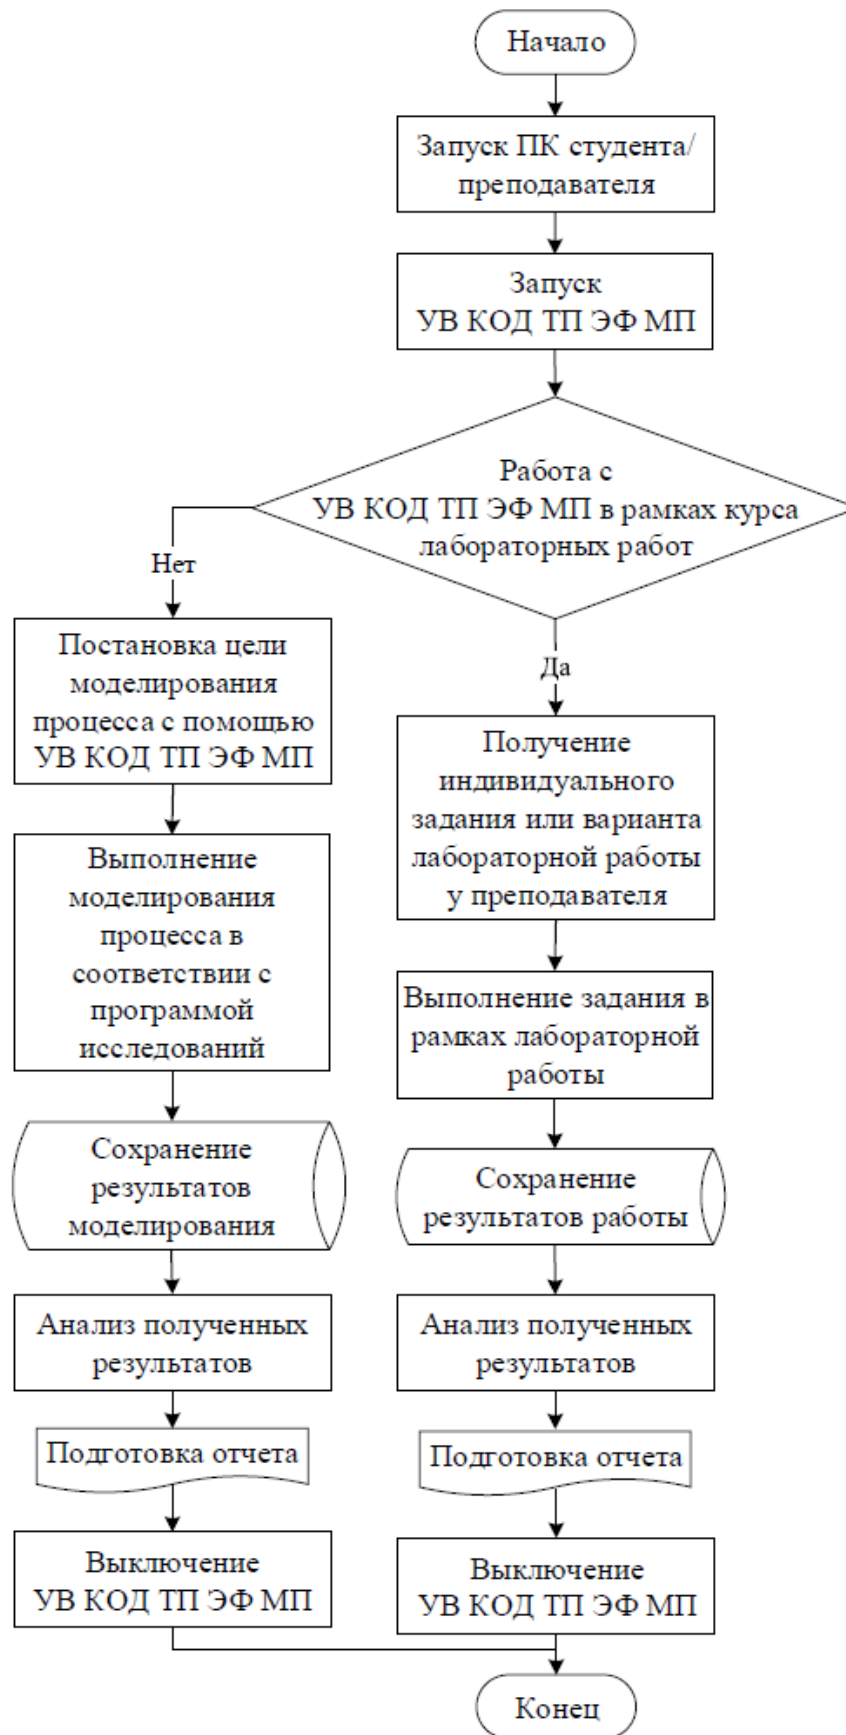 Начало
Запуск ПК студента/
преподавателя
Запуск
УВ КОД ТП ЭФ МП
Работа с
УВ КОД ТП ЭФ МП в рамках курса
лабораторных работ
Нет
Постановка цели
моделирования
процесса с помощью
УВ КОД ТП ЭФ МП
Выполнение
моделирования
процесса в
соответствии с
программой
исследований
Сохранение
результатов
моделирования
Анализ полученных
результатов
Подготовка отчета
Выключение
УВ КОД ТП ЭФ МП
Да
Получение
индивидуального
задания или варианта
лабораторной работы
у преподавателя
Выполнение задания в
рамках лабораторной
работы
Сохранение
результатов работы
Анализ полученных
результатов
Подготовка отчета
Выключение
УВ КОД ТП ЭФ МП
Конец